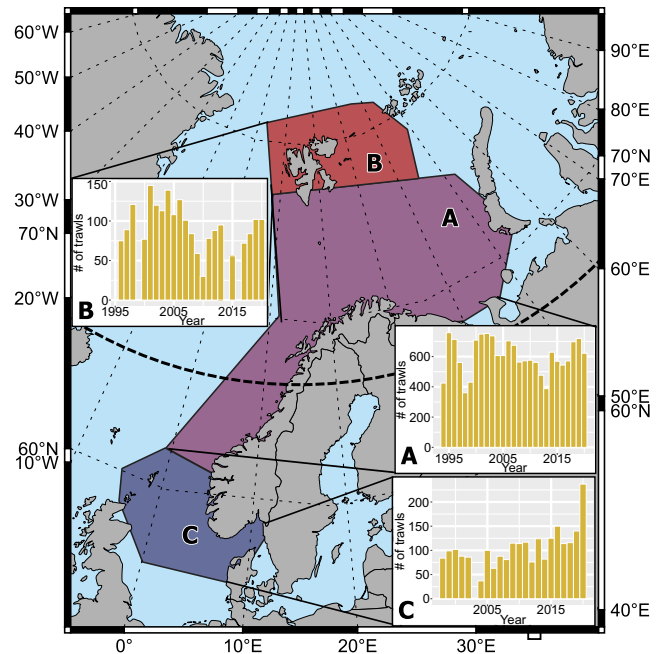 60°W
50°W
40°W
30°W
70°N
20°W
60°N
10°W
90°E
80°E
70°N
70°E
60°E
50°E
60°N
40°E
0°
10°E
20°E
30°E
A
B
C
150
100
50
0
# of trawls
1995
2005
2015
Year
B
600
400
200
0
# of trawls
1995
2005
2015
Year
A
200
150
100
50
0
# of trawls
2005
2015
Year
C